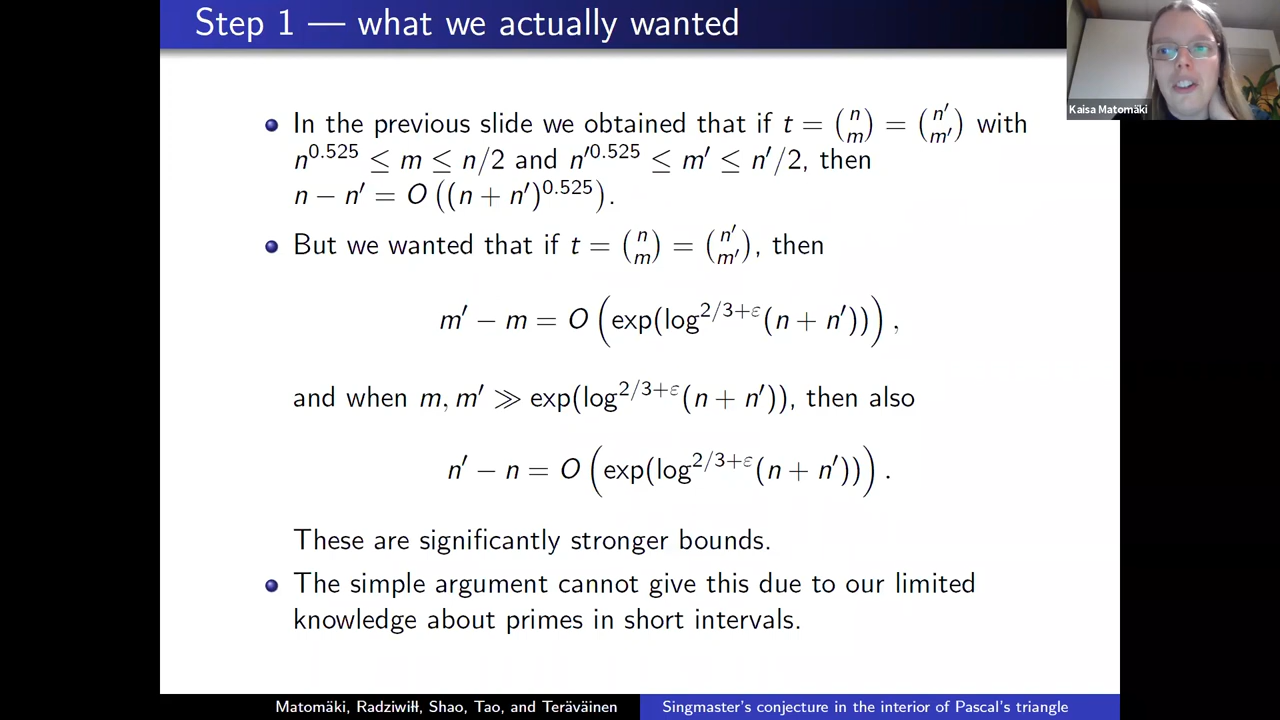 Step 1 — what we actually wanted
Kaisa Matomäki
In the previous slide we obtained that if t = (n m) = (n′ m′) with
n^0.525 ≤ m ≤ n/2 and n′^0.525 ≤ m′ ≤ n′/2, then
n − n′ = O ((n + n′)^0.525).
But we wanted that if t = (n m) = (n′ m′), then
m′ − m = O (exp(log^2/3+ε(n + n′))),
and when m, m′ ≫ exp(log^2/3+ε(n + n′)), then also
n′ − n = O (exp(log^2/3+ε(n + n′))).
These are significantly stronger bounds.
The simple argument cannot give this due to our limited
knowledge about primes in short intervals.
Matomäki, Radziwiłł, Shao, Tao, and Teräväinen
Singmaster's conjecture in the interior of Pascal's triangle